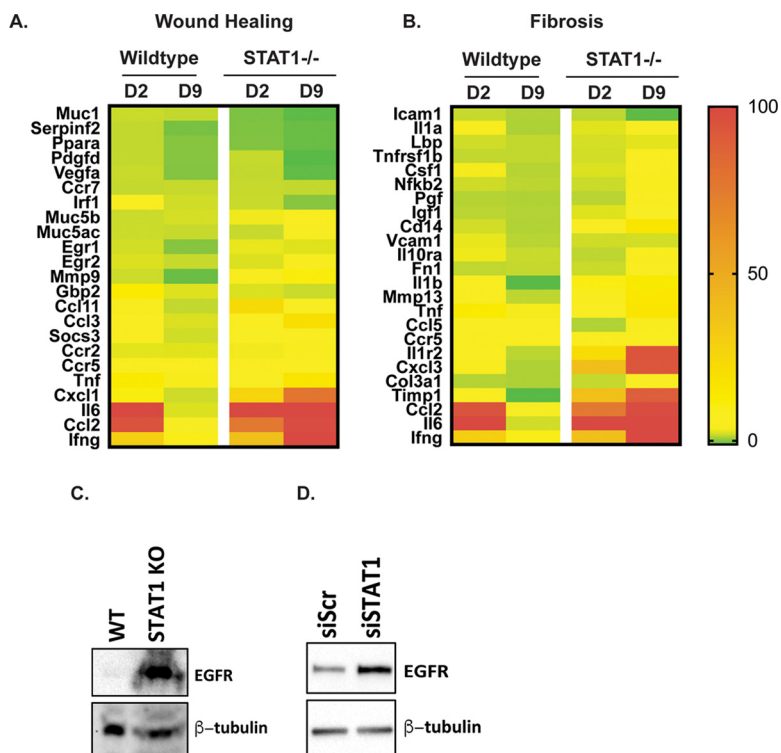 A.
Wound Healing
Wildtype STAT1-/-
D2 D9 D2 D9
Muc1
Serpinf2
Ppara
Pdgfd
Vegfa
Ccr7
Irf1
Muc5b
Muc5ac
Egr1
Egr2
Mmp9
Gbp2
Ccl11
Ccl3
Socs3
Ccr2
Ccr5
Tnf
Cxcl1
Il6
Ccl2
Ifng
B.
Fibrosis
Wildtype STAT1-/-
D2 D9 D2 D9
Icam1
Il1a
Lbp
Tnfrsf1b
Csf1
Nfkb2
Pgf
Igf1
Cd14
Vcam1
Il10ra
Fn1
Il1b
Mmp13
Tnf
Ccl5
Ccr5
Il1r2
Cxcl3
Col3a1
Timp1
Ccl2
Il6
Ifng
100
50
0
C.
WT
STAT1 KO
EGFR
β–tubulin
D.
siScr
siSTAT1
EGFR
β–tubulin